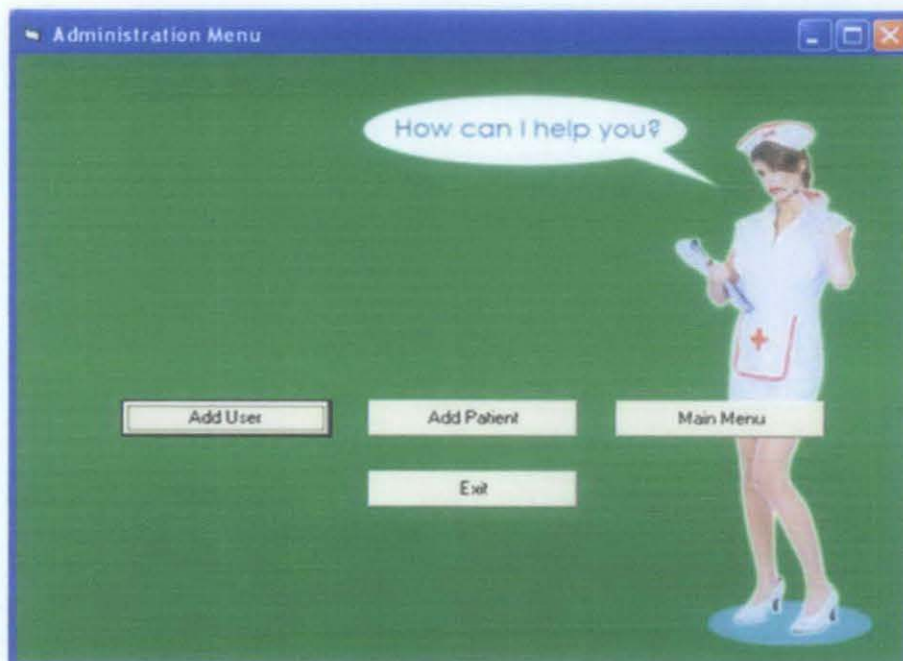 Administration Menu
How can I help you?
Add User
Add Patient
Main Menu
Exit